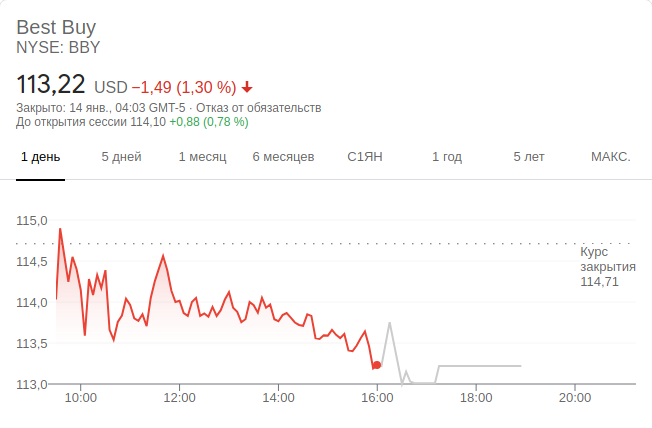 Best Buy
NYSE: BBY
113,22 USD −1,49 (1,30 %)
Закрыто: 14 янв., 04:03 GMT-5 · Отказ от обязательств
До открытия сессии 114,10 +0,88 (0,78 %)
1 день 5 дней 1 месяц 6 месяцев С1ЯН 1 год 5 лет МАКС.
115,0
Курс
114,5
закрытия
114,71
114,0
113,5
113,0
10:00 12:00 14:00 16:00 18:00 20:00